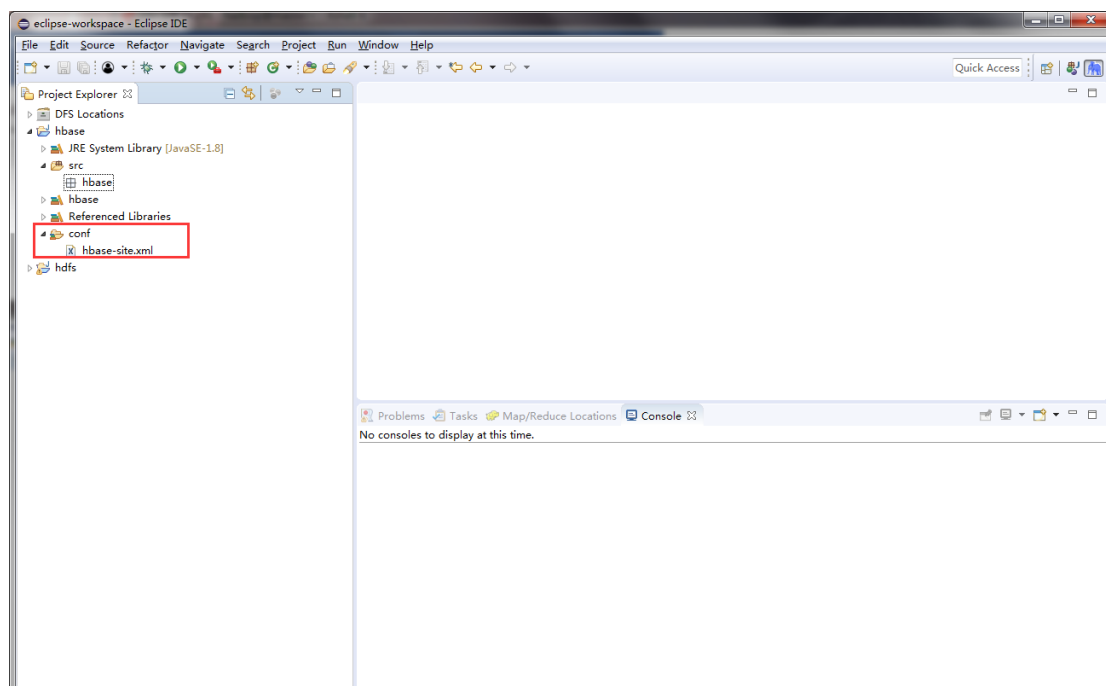 eclipse-workspace - Eclipse IDE
File Edit Source Refactor Navigate Search Project Run Window Help
Quick Access
Project Explorer
DFS Locations
hbase
JRE System Library [JavaSE-1.8]
src
hbase
hbase
Referenced Libraries
conf
hbase-site.xml
hdfs
Problems Tasks Map/Reduce Locations Console
No consoles to display at this time.